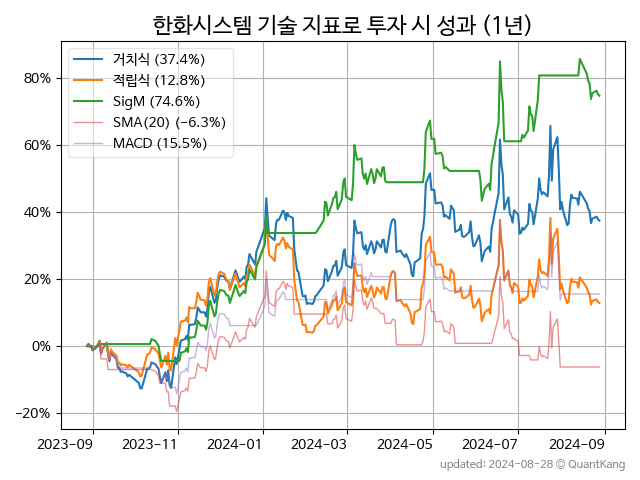 한화시스템 기술 지표로 투자 시 성과 (1년)
거치식 (37.4%)
적립식 (12.8%)
SigM (74.6%)
SMA(20) (−6.3%)
MACD (15.5%)
80%
60%
40%
20%
0%
−20%
2023-09 2023-11 2024-01 2024-03 2024-05 2024-07 2024-09
updated: 2024-08-28 © QuantKang